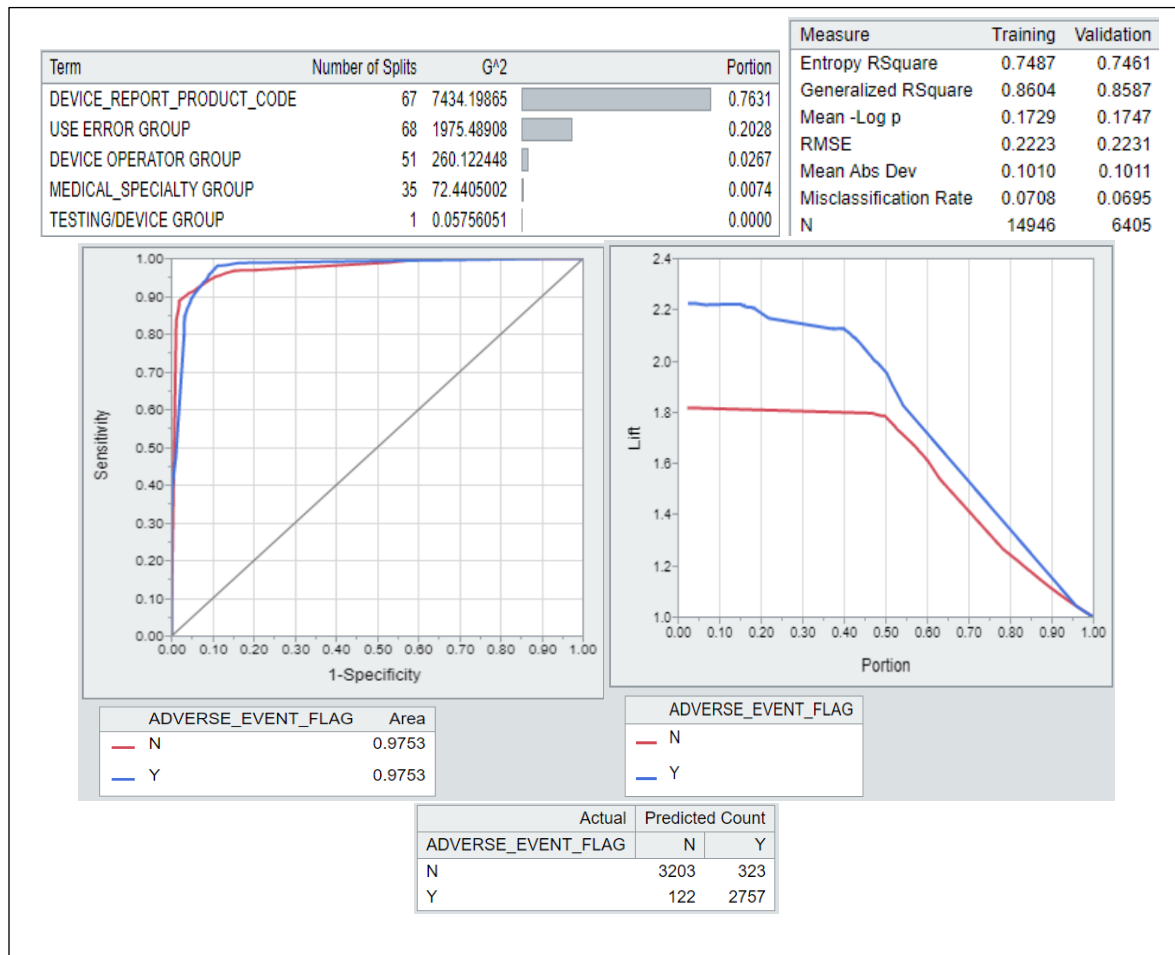 Term Number of Splits G^2 Portion
DEVICE_REPORT_PRODUCT_CODE 67 7434.19865 0.7631
USE ERROR GROUP 68 1975.48908 0.2028
DEVICE OPERATOR GROUP 51 260.122448 0.0267
MEDICAL_SPECIALTY GROUP 35 72.4405002 0.0074
TESTING/DEVICE GROUP 1 0.05756051 0.0000
Measure Training Validation
Entropy RSquare 0.7487 0.7461
Generalized RSquare 0.8604 0.8587
Mean -Log p 0.1729 0.1747
RMSE 0.2223 0.2231
Mean Abs Dev 0.1010 0.1011
Misclassification Rate 0.0708 0.0695
N 14946 6405
Sensitivity
1.00
0.90
0.80
0.70
0.60
0.50
0.40
0.30
0.20
0.10
0.00
0.00 0.10 0.20 0.30 0.40 0.50 0.60 0.70 0.80 0.90 1.00
1-Specificity
Lift
2.4
2.2
2.0
1.8
1.6
1.4
1.2
1.0
0.00 0.10 0.20 0.30 0.40 0.50 0.60 0.70 0.80 0.90 1.00
Portion
ADVERSE_EVENT_FLAG Area
N 0.9753
Y 0.9753
ADVERSE_EVENT_FLAG
N
Y
Actual Predicted Count
ADVERSE_EVENT_FLAG N Y
N 3203 323
Y 122 2757